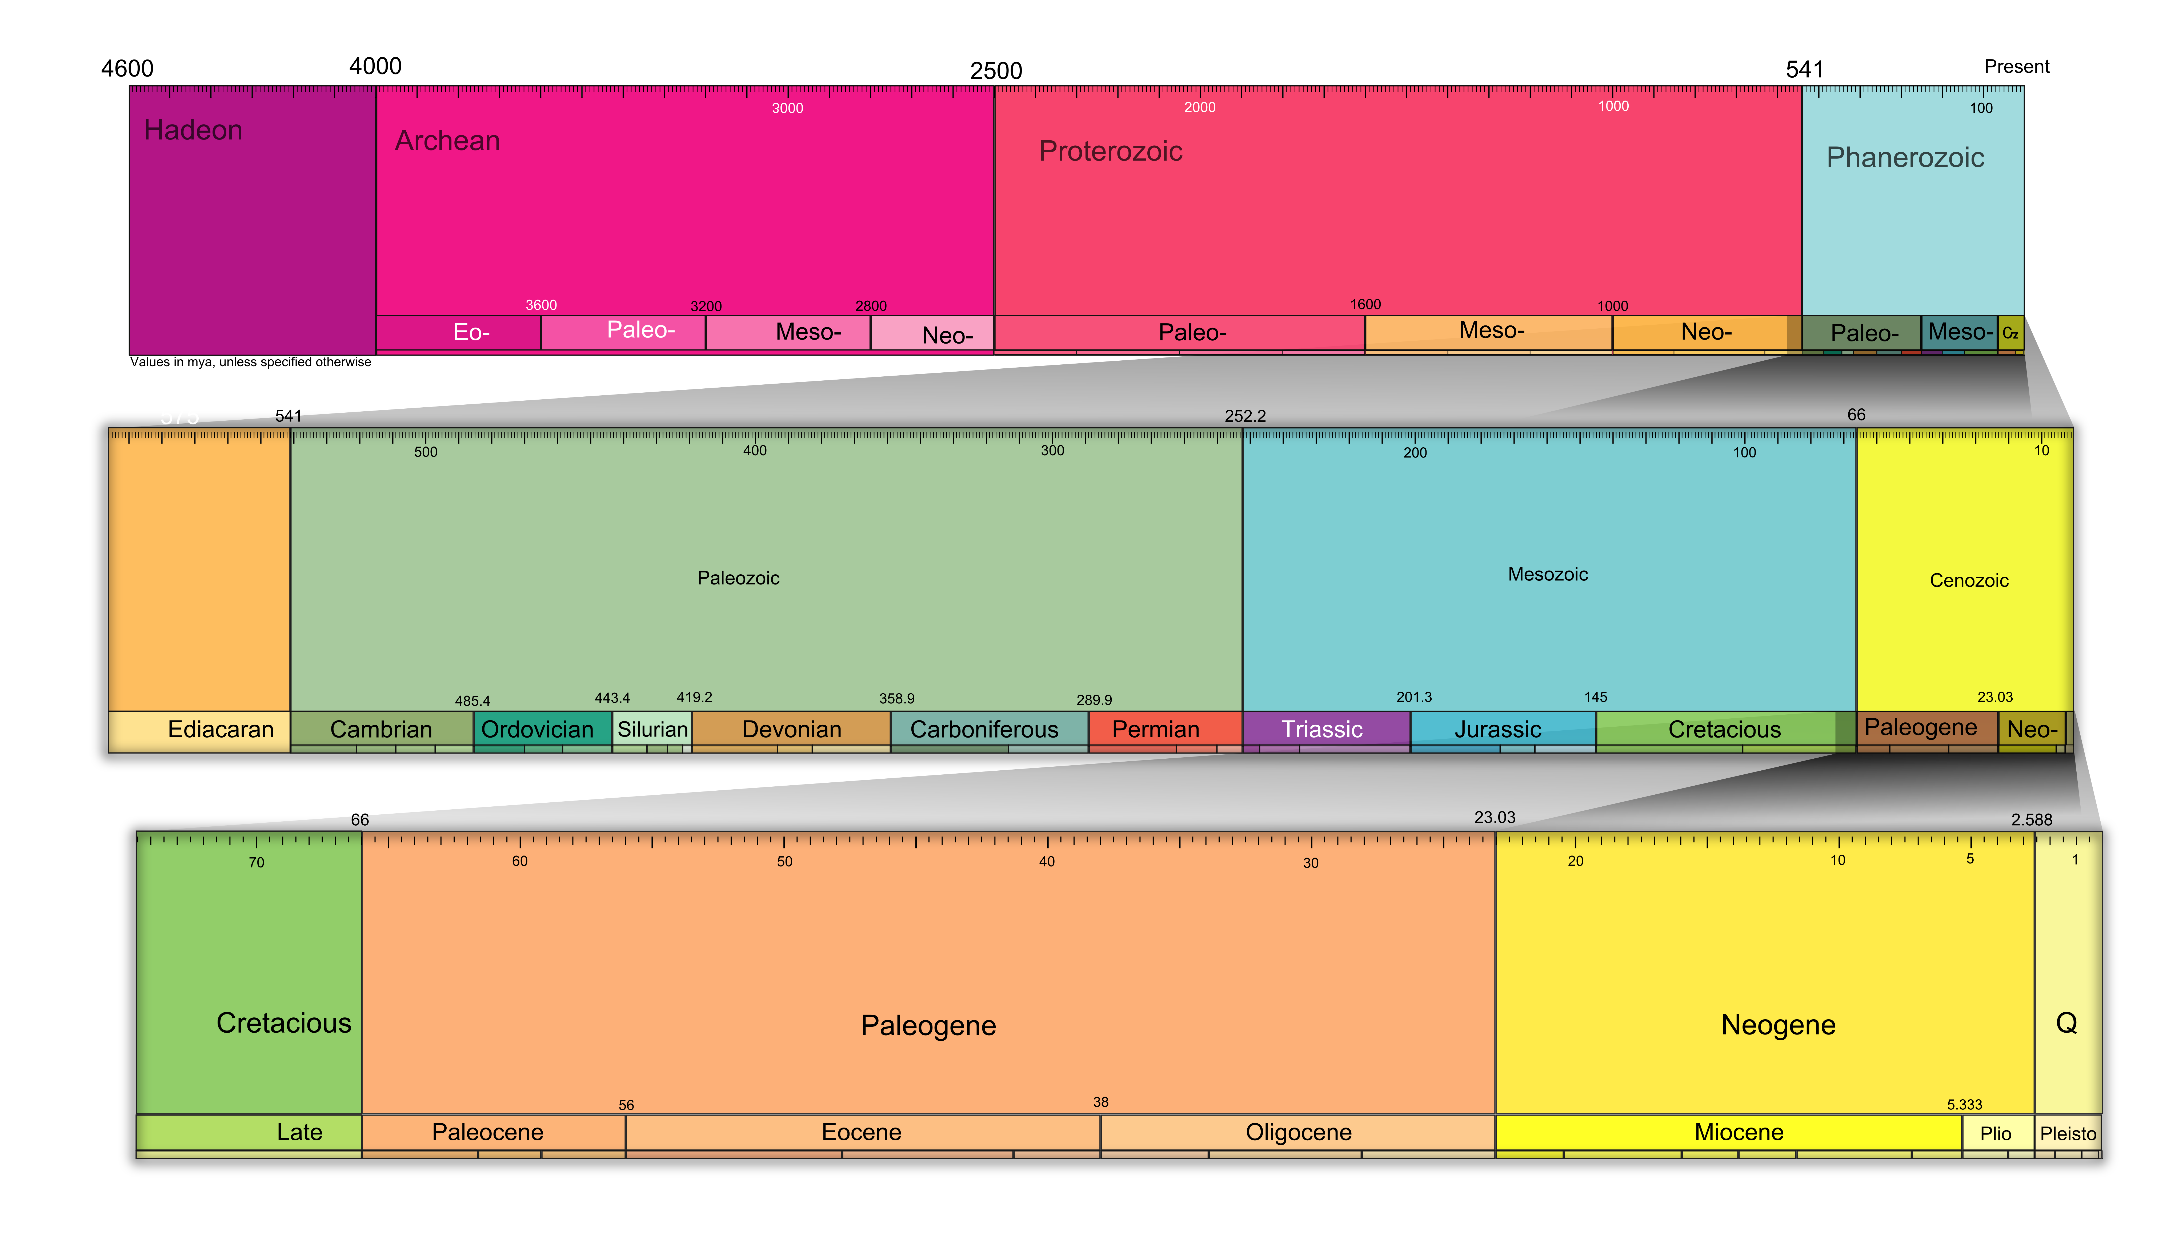 4600 4000 2500 541 Present
3000 2000 1000 100
Hadeon Archean Proterozoic Phanerozoic
3600 3200 2800 1600 1000
Eo- Paleo- Meso- Neo- Paleo- Meso- Neo- Paleo- Meso- Cz
Values in mya, unless specified otherwise
575 541 252.2 66
500 400 300 200 100 10
Paleozoic Mesozoic Cenozoic
485.4 443.4 419.2 358.9 289.9 201.3 145 23.03
Ediacaran Cambrian Ordovician Silurian Devonian Carboniferous Permian Triassic Jurassic Cretacious Paleogene Neo-
66 23.03 2.588
70 60 50 40 30 20 10 5 1
Cretacious Paleogene Neogene Q
56 38 5.333
Late Paleocene Eocene Oligocene Miocene Plio Pleisto